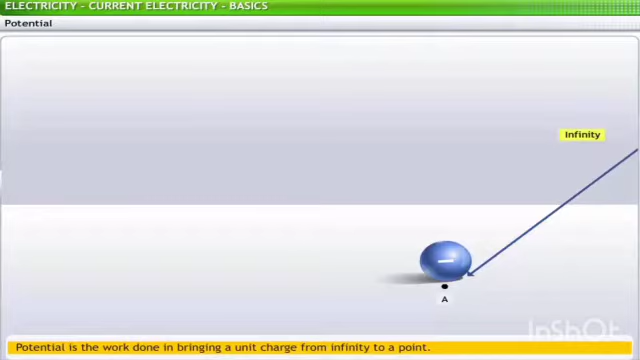 ELECTRICITY - CURRENT ELECTRICITY - BASICS
Potential
Infinity
A
Potential is the work done in bringing a unit charge from infinity to a point.
InShOt